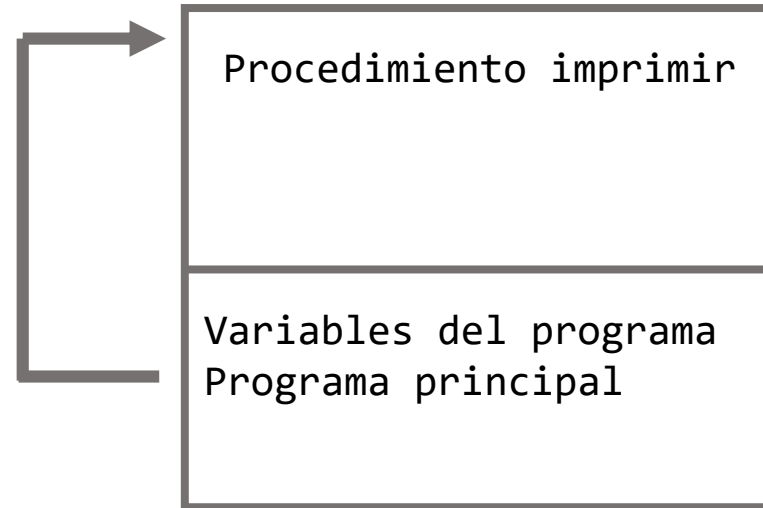 Procedimiento imprimir
Variables del programa
Programa principal